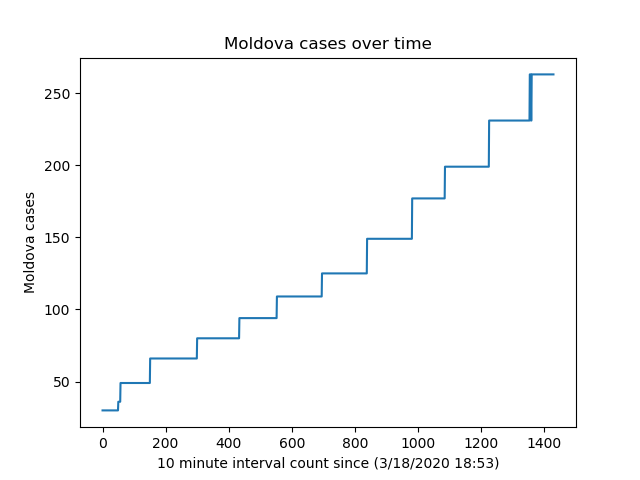 Moldova cases over time
Moldova cases
250
200
150
100
50
0 200 400 600 800 1000 1200 1400
10 minute interval count since (3/18/2020 18:53)